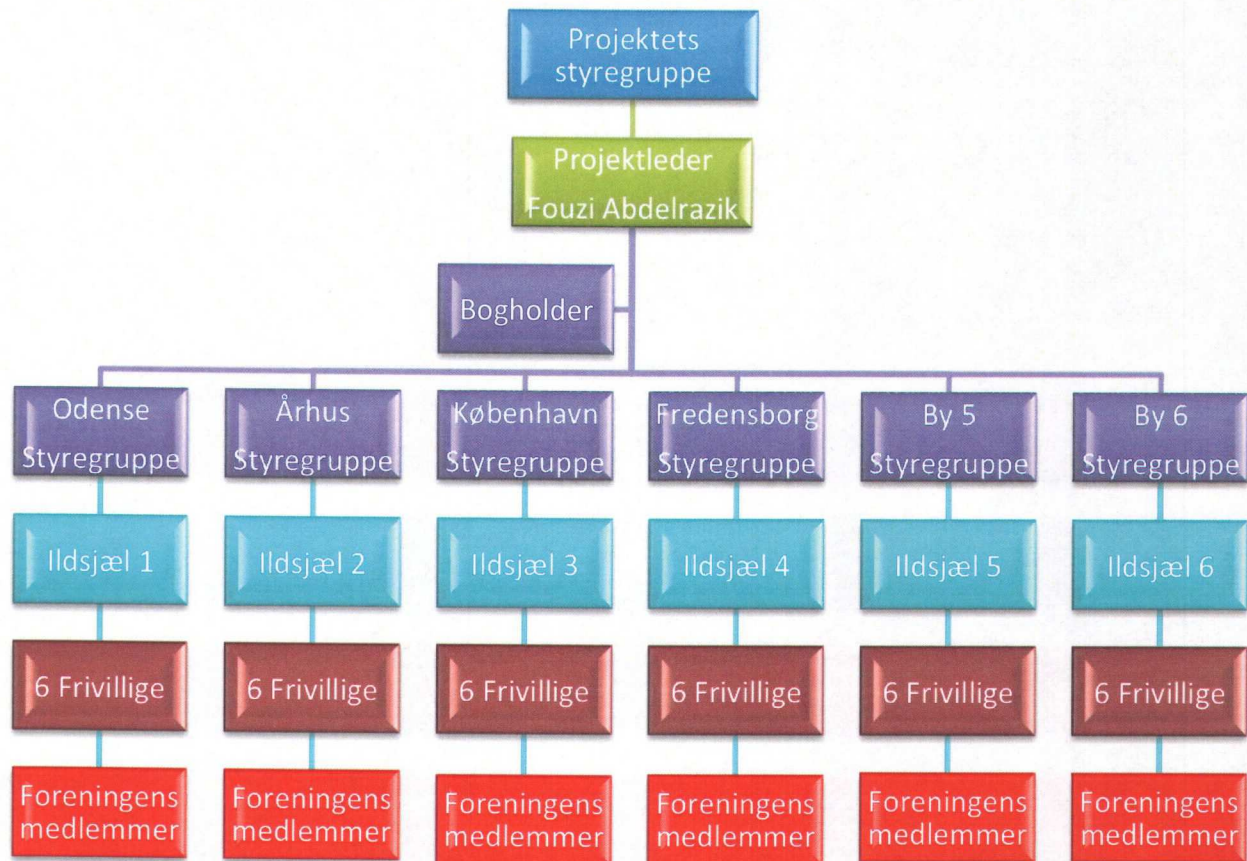 Projektets
styregruppe
Projektleder
Fouzi Abdelrazik
Bogholder
Odense
Styregruppe
Århus
Styregruppe
København
Styregruppe
Fredensborg
Styregruppe
By 5
Styregruppe
By 6
Styregruppe
Ildsjæl 1
Ildsjæl 2
Ildsjæl 3
Ildsjæl 4
Ildsjæl 5
Ildsjæl 6
6 Frivillige
6 Frivillige
6 Frivillige
6 Frivillige
6 Frivillige
6 Frivillige
Foreningens
medlemmer
Foreningens
medlemmer
Foreningens
medlemmer
Foreningens
medlemmer
Foreningens
medlemmer
Foreningens
medlemmer